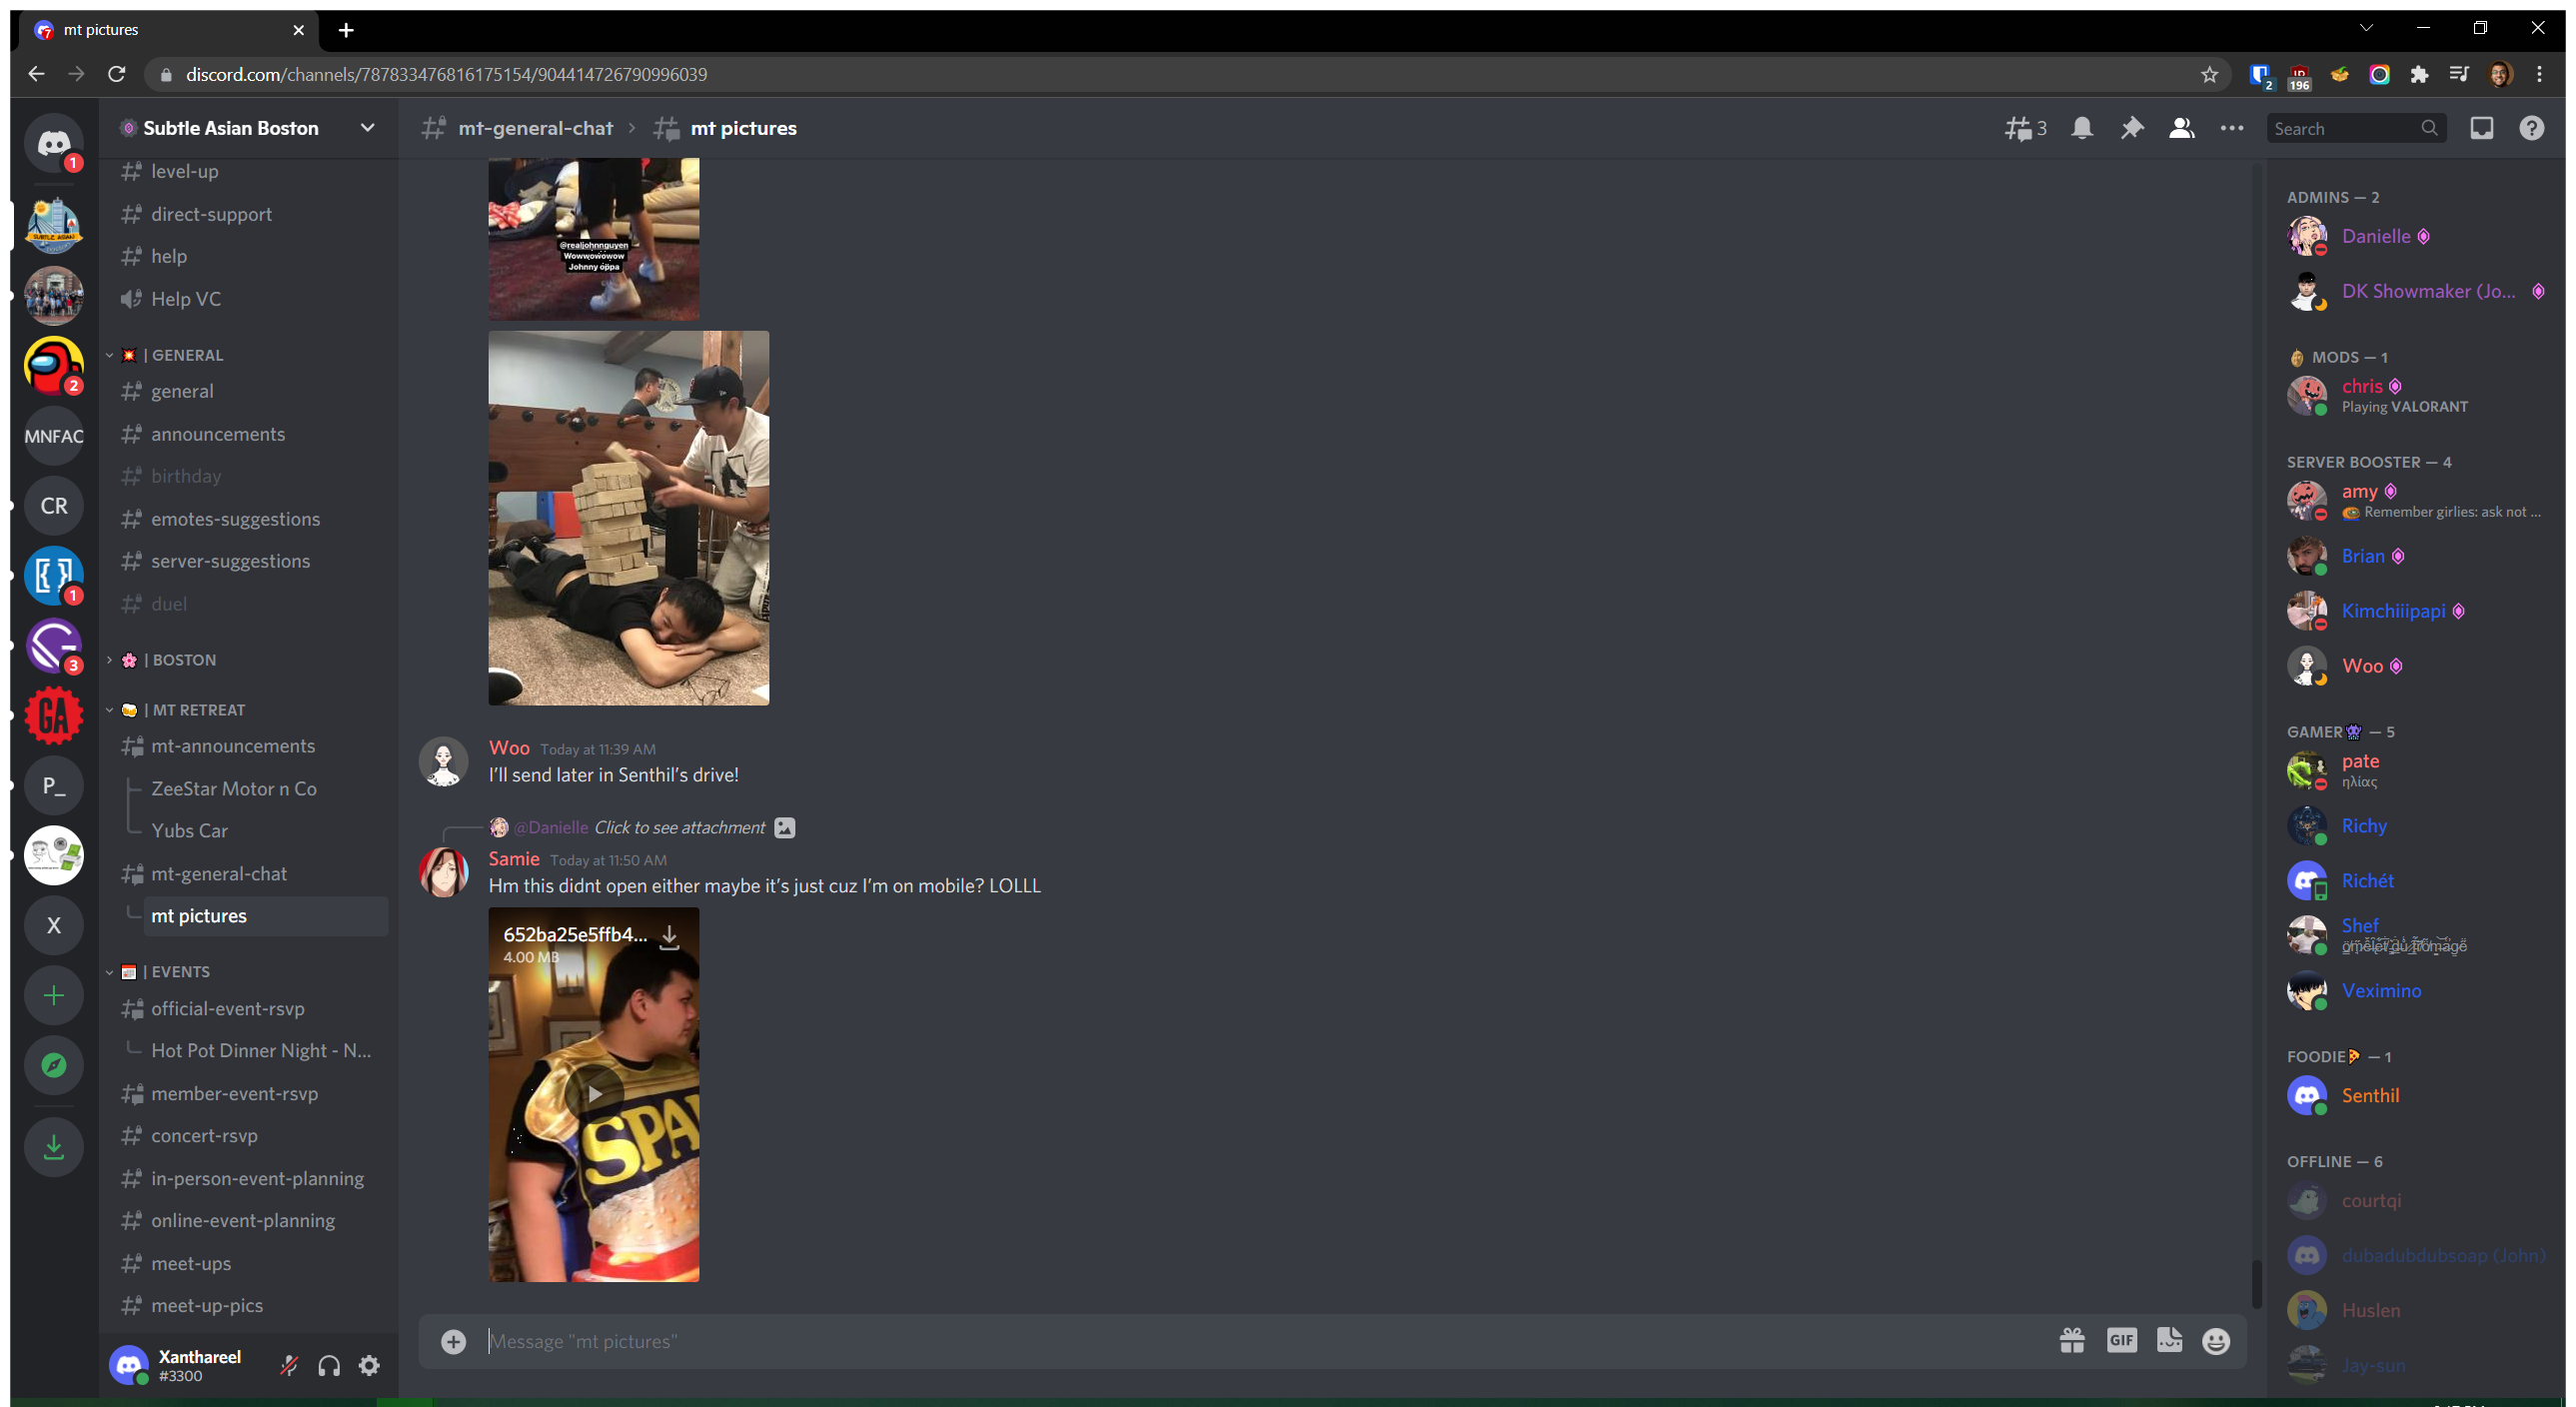 mt pictures
discord.com/channels/787833476816175154/904414726790996039
2
196
1
2
MNFAC
CR
1
3
GA
P_
X
Subtle Asian Boston
level-up
direct-support
help
Help VC
| GENERAL
general
announcements
birthday
emotes-suggestions
server-suggestions
duel
| BOSTON
| MT RETREAT
mt-announcements
ZeeStar Motor n Co
Yubs Car
mt-general-chat
mt pictures
| EVENTS
official-event-rsvp
Hot Pot Dinner Night - N...
member-event-rsvp
concert-rsvp
in-person-event-planning
online-event-planning
meet-ups
meet-up-pics
Xanthareel
#3300
mt-general-chat > mt pictures
3
Search
@realjohnnguyen
Wowwowowow
Johnny oppa
Woo Today at 11:39 AM
I'll send later in Senthil's drive!
@Danielle Click to see attachment
Samie Today at 11:50 AM
Hm this didnt open either maybe it's just cuz I'm on mobile? LOLLL
652ba25e5ffb4...
4.00 MB
SPA
Message "mt pictures"
GIF
ADMINS — 2
Danielle
DK Showmaker (Jo...
MODS — 1
chris
Playing VALORANT
SERVER BOOSTER — 4
amy
Remember girlies: ask not ...
Brian
Kimchiiipapi
Woo
GAMER — 5
pate
ηλίας
Richy
Richét
Shef
Veximino
FOODIE — 1
Senthil
OFFLINE — 6
courtqi
dubadubdubsoap (John)
Huslen
Jay-sun